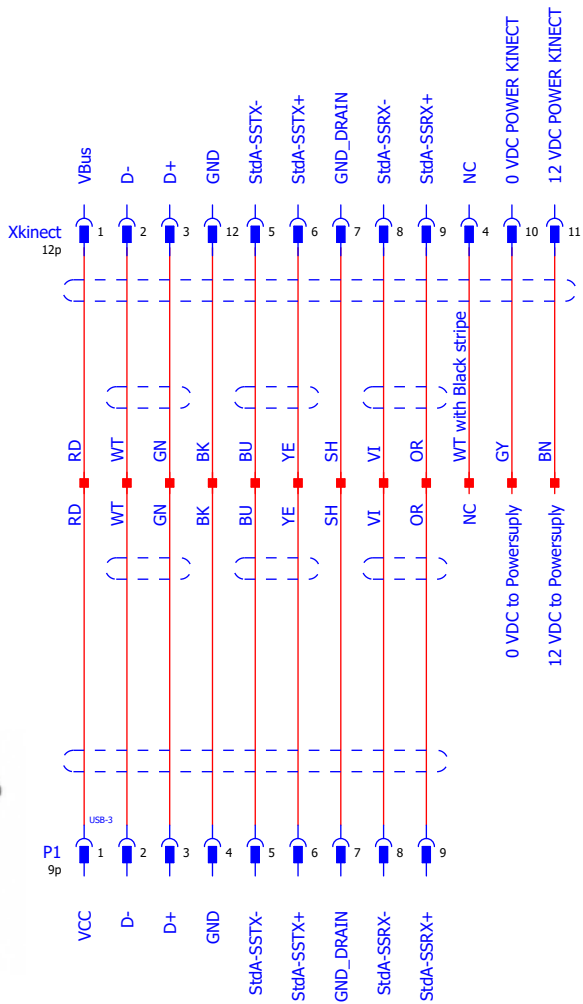 VBus
D-
D+
GND
StdA-SSTX-
StdA-SSTX+
GND_DRAIN
StdA-SSRX-
StdA-SSRX+
NC
0 VDC POWER KINECT
12 VDC POWER KINECT
Xkinect
12p
1
2
3
12
5
6
7
8
9
4
10
11
RD
WT
GN
BK
BU
YE
SH
VI
OR
WT with Black stripe
GY
BN
RD
WT
GN
BK
BU
YE
SH
VI
OR
NC
0 VDC to Powersuply
12 VDC to Powersuply
USB-3
P1
9p
1
2
3
4
5
6
7
8
9
VCC
D-
D+
GND
StdA-SSTX-
StdA-SSTX+
GND_DRAIN
StdA-SSRX-
StdA-SSRX+